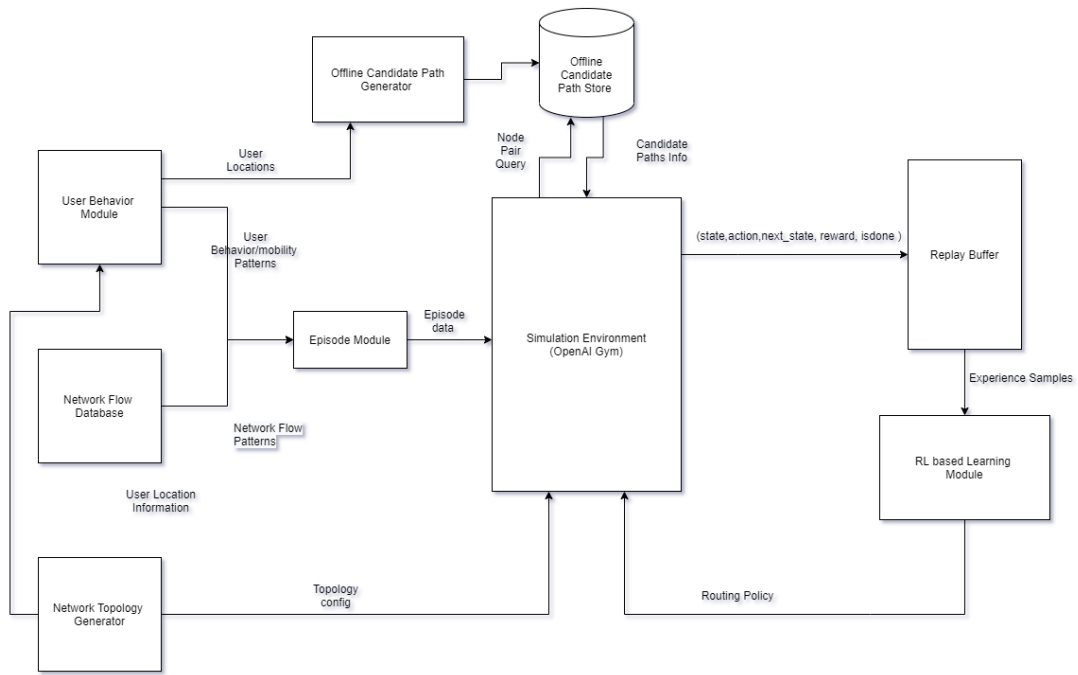 Offline Candidate Path
Generator
Offline
Candidate
Path Store
User
Locations
Node
Pair
Query
Candidate
Paths Info
User Behavior
Module
User
Behavior/mobility
Patterns
(state,action,next_state, reward, isdone )
Replay Buffer
Episode Module
Episode
data
Simulation Environment
(OpenAI Gym)
Network Flow
Database
Network Flow
Patterns
Experience Samples
RL based Learning
Module
User Location
Information
Network Topology
Generator
Topology
config
Routing Policy